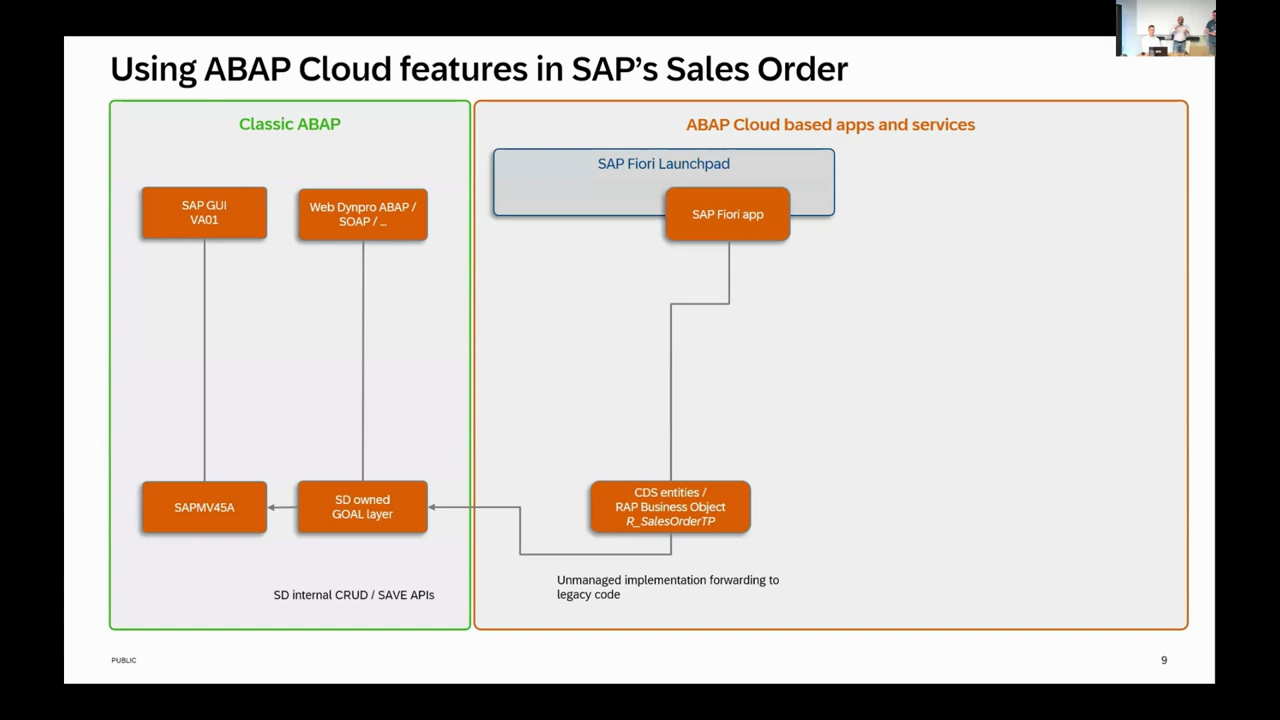 Using ABAP Cloud features in SAP's Sales Order
Classic ABAP
SAP GUI
VA01
Web Dynpro ABAP /
SOAP / ...
SAPMV45A
SD owned
GOAL layer
SD internal CRUD / SAVE APIs
ABAP Cloud based apps and services
SAP Fiori Launchpad
SAP Fiori app
CDS entities /
RAP Business Object
R_SalesOrderTP
Unmanaged implementation forwarding to
legacy code
PUBLIC
9